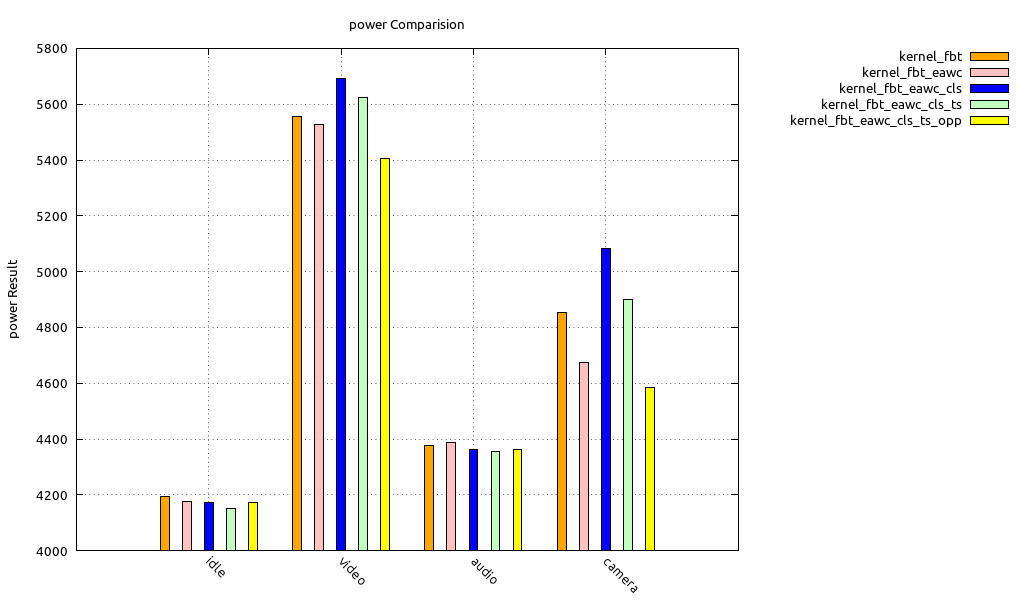 power Comparision
kernel_fbt
kernel_fbt_eawc
kernel_fbt_eawc_cls
kernel_fbt_eawc_cls_ts
kernel_fbt_eawc_cls_ts_opp
power Result
5800
5600
5400
5200
5000
4800
4600
4400
4200
4000
idle
video
audio
camera